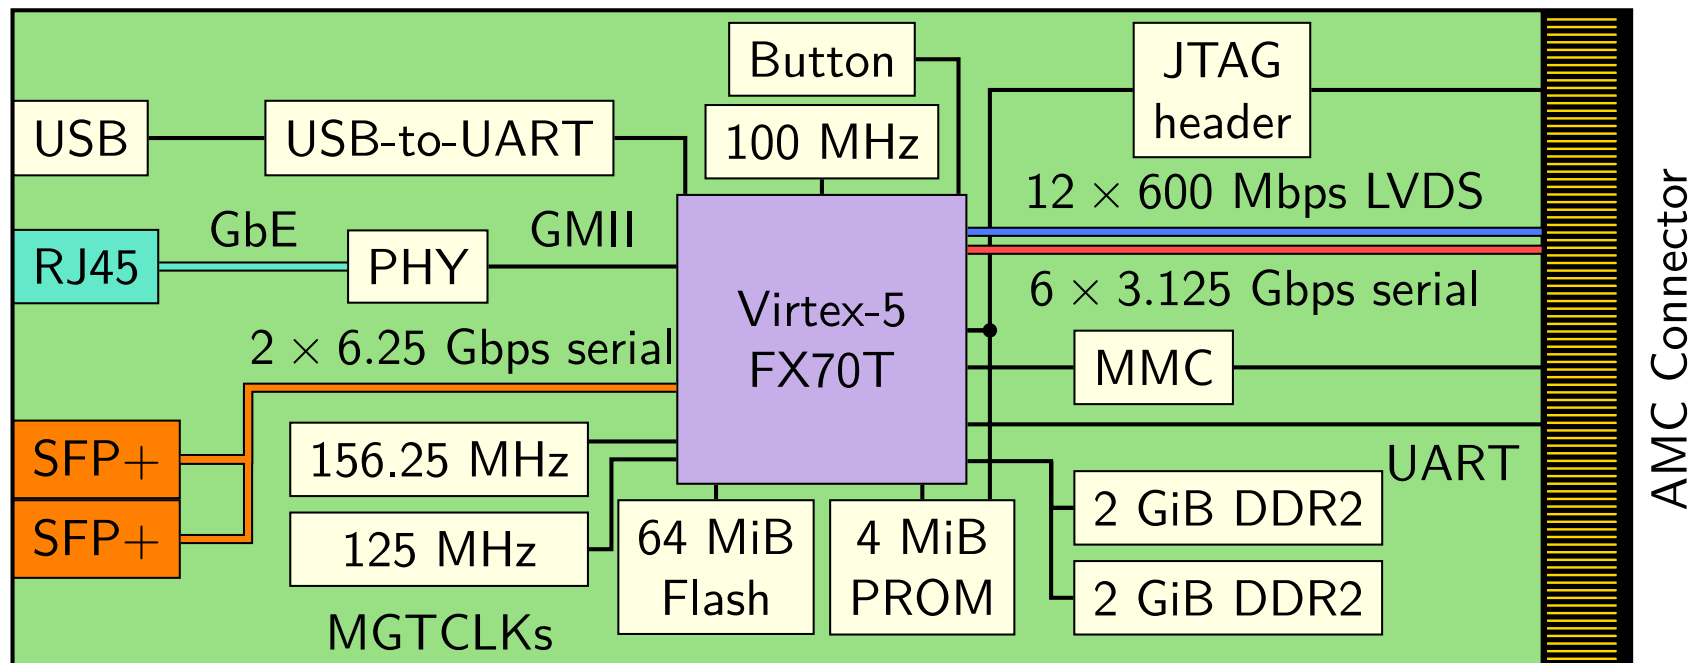 Button
JTAG
header
USB
USB-to-UART
100 MHz
12 × 600 Mbps LVDS
GbE
GMII
RJ45
PHY
6 × 3.125 Gbps serial
Virtex-5
FX70T
2 × 6.25 Gbps serial
MMC
AMC Connector
SFP+
156.25 MHz
UART
2 GiB DDR2
SFP+
125 MHz
64 MiB
Flash
4 MiB
PROM
2 GiB DDR2
MGTCLKs